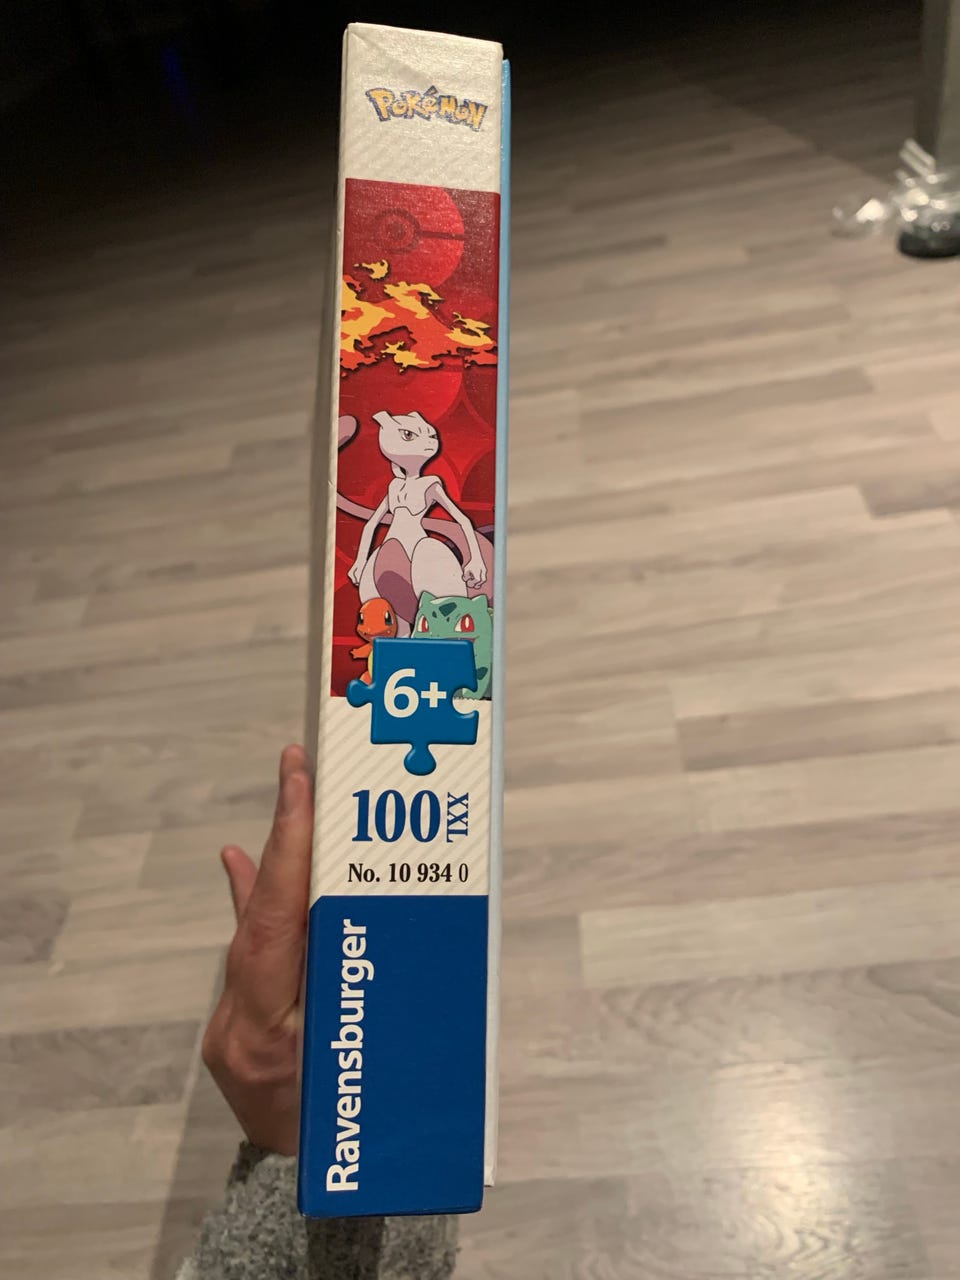 POKéMON
6+
100 XXL
No. 10 934 0
Ravensburger